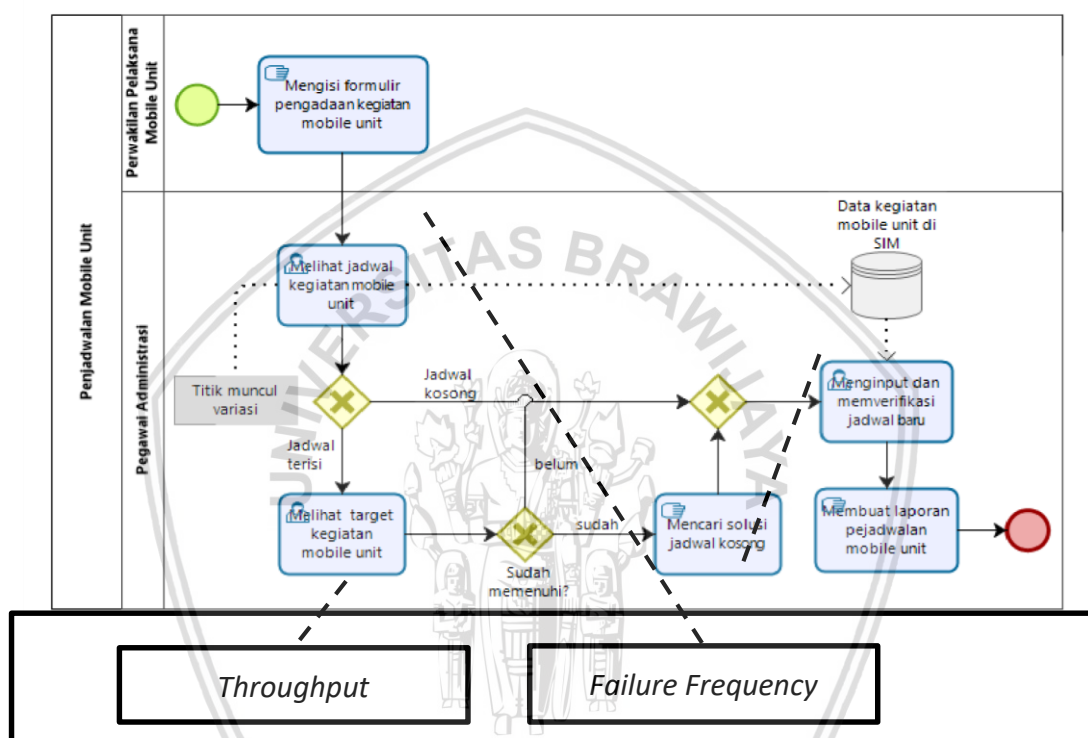 Penjadwalan Mobile Unit
Perwakilan Pelaksana
Mobile Unit
Mengisi formulir
pengadaan kegiatan
mobile unit
Pegawai Administrasi
Melihat jadwal
kegiatan mobile
unit
Data kegiatan
mobile unit di
SIM
Titik muncul
variasi
Jadwal
kosong
Jadwal
terisi
Menginput dan
memverifikasi
jadwal baru
belum
Melihat target
kegiatan
mobile unit
Sudah
memenuhi?
sudah
Mencari solusi
jadwal kosong
Membuat laporan
pejadwalan
mobile unit
UNIVERSITAS BRAWIJAYA
Throughput
Failure Frequency